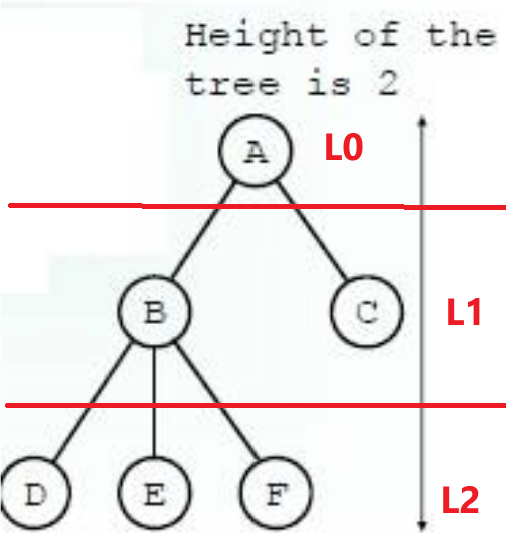 Height of the
tree is 2
A L0
B C L1
D E F L2